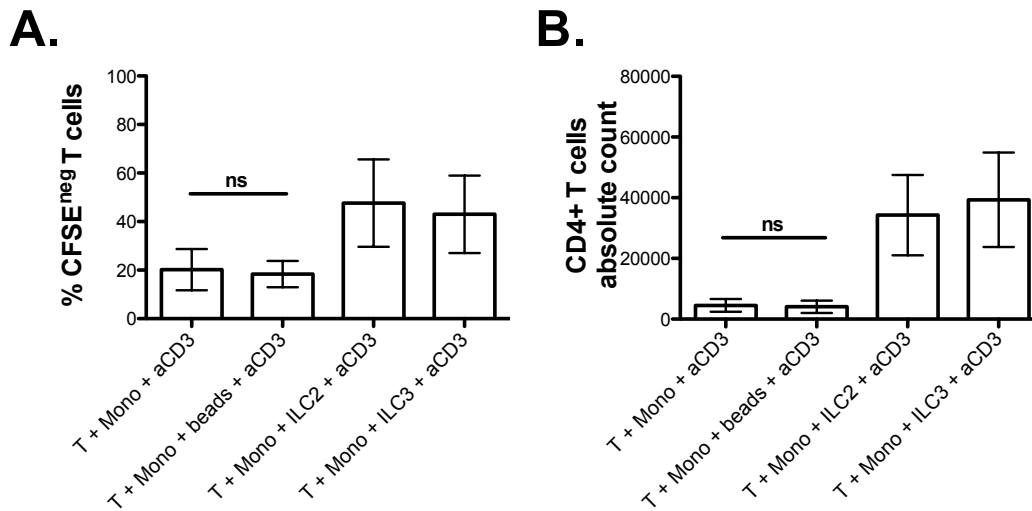 A.
% CFSEneg T cells
100
80
60
40
20
0
ns
T + Mono + aCD3
T + Mono + beads + aCD3
T + Mono + ILC2 + aCD3
T + Mono + ILC3 + aCD3
B.
CD4+ T cells
absolute count
80000
60000
40000
20000
0
ns
T + Mono + aCD3
T + Mono + beads + aCD3
T + Mono + ILC2 + aCD3
T + Mono + ILC3 + aCD3